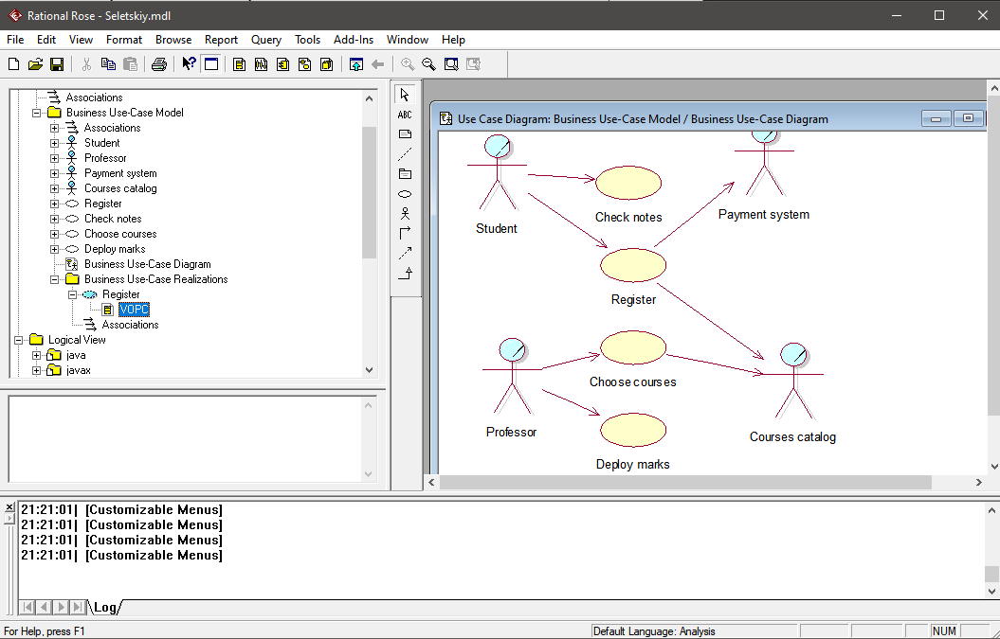 Rational Rose - Seletskiy.mdl
File Edit View Format Browse Report Query Tools Add-Ins Window Help
ABC
Associations
Business Use-Case Model
Associations
Student
Professor
Payment system
Courses catalog
Register
Check notes
Choose courses
Deploy marks
Business Use-Case Diagram
Business Use-Case Realizations
Register
VOPC
Associations
Logical View
java
javax
Use Case Diagram: Business Use-Case Model / Business Use-Case Diagram
Student
Check notes
Payment system
Register
Professor
Choose courses
Courses catalog
Deploy marks
21:21:01| [Customizable Menus]
21:21:01| [Customizable Menus]
21:21:01| [Customizable Menus]
21:21:01| [Customizable Menus]
Log
For Help, press F1
Default Language: Analysis
NUM